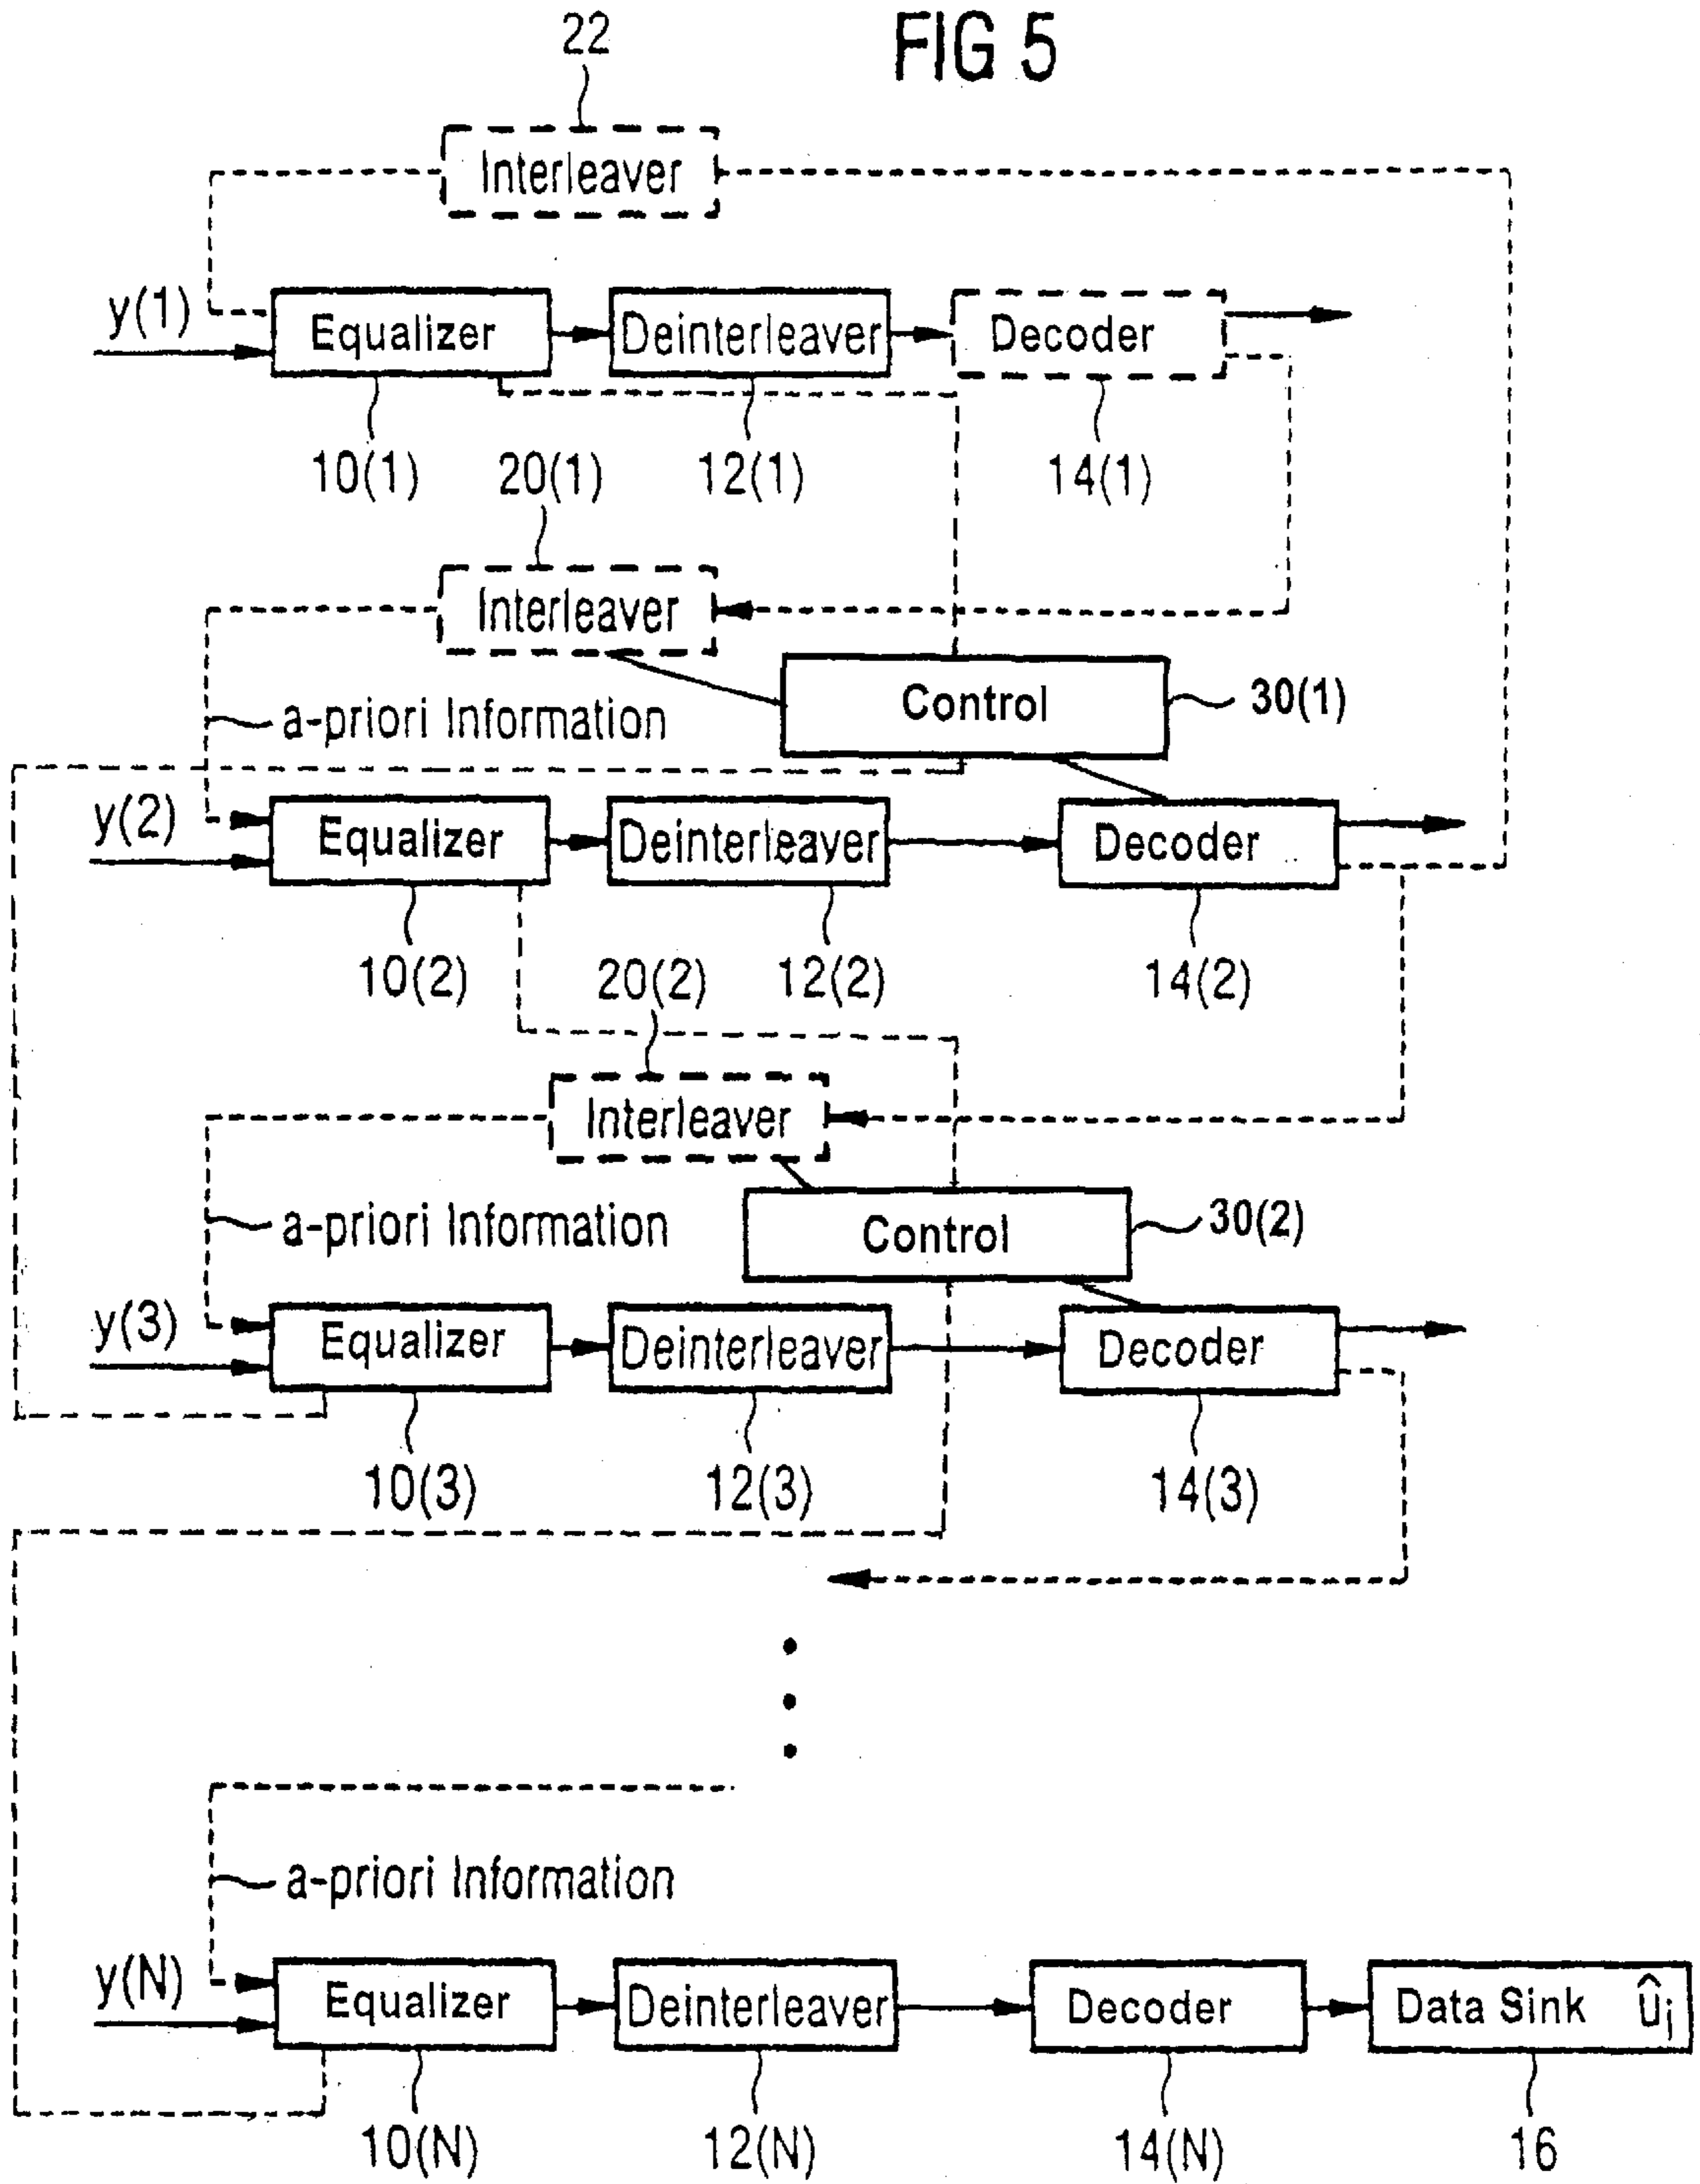 FIG 5
22
Interleaver
y(1)
Equalizer
Deinterleaver
Decoder
10(1)
20(1)
12(1)
14(1)
Interleaver
Control
30(1)
a-priori Information
y(2)
Equalizer
Deinterleaver
Decoder
10(2)
20(2)
12(2)
14(2)
Interleaver
a-priori Information
Control
30(2)
y(3)
Equalizer
Deinterleaver
Decoder
10(3)
12(3)
14(3)
a-priori Information
y(N)
Equalizer
Deinterleaver
Decoder
Data Sink û_i
10(N)
12(N)
14(N)
16